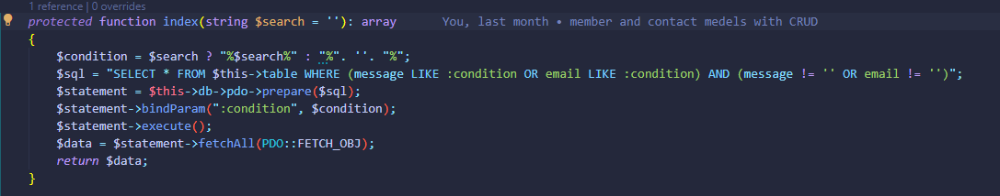 1 reference | 0 overrides
protected function index(string $search = ''): array You, last month • member and contact medels with CRUD
{
$condition = $search ? "%$search%" : "%". ''. "%";
$sql = "SELECT * FROM $this->table WHERE (message LIKE :condition OR email LIKE :condition) AND (message != '' OR email != '')";
$statement = $this->db->pdo->prepare($sql);
$statement->bindParam(":condition", $condition);
$statement->execute();
$data = $statement->fetchAll(PDO::FETCH_OBJ);
return $data;
}